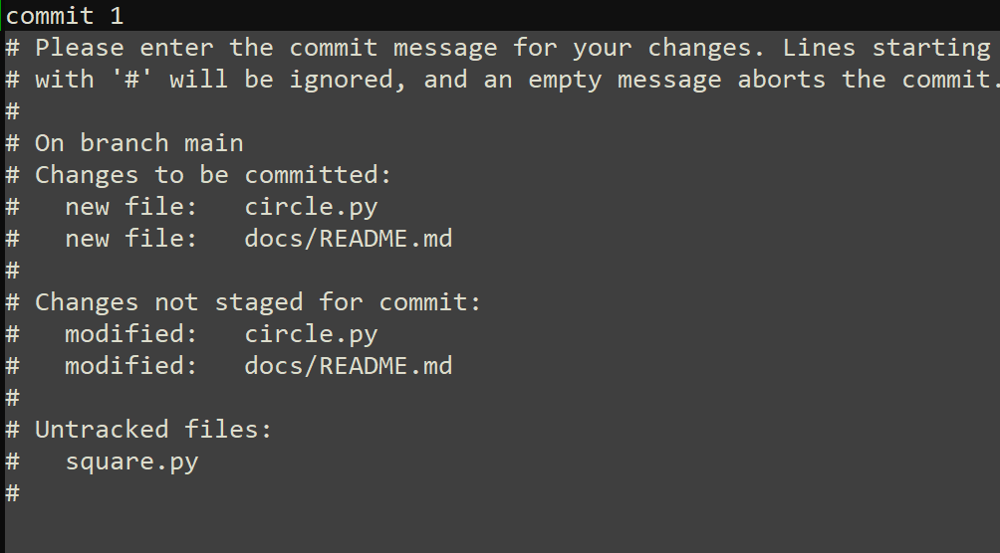 commit 1
# Please enter the commit message for your changes. Lines starting
# with '#' will be ignored, and an empty message aborts the commit.
#
# On branch main
# Changes to be committed:
#   new file:   circle.py
#   new file:   docs/README.md
#
# Changes not staged for commit:
#   modified:   circle.py
#   modified:   docs/README.md
#
# Untracked files:
#   square.py
#